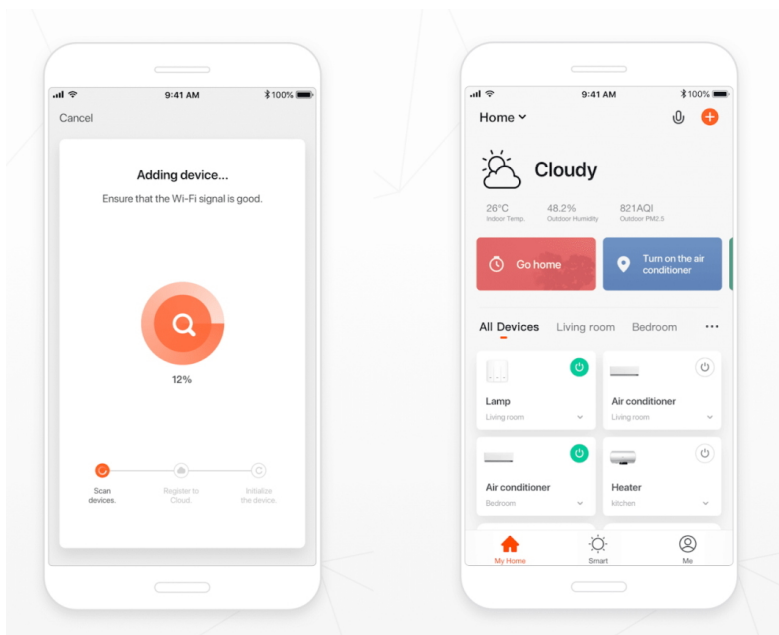 9:41 AM
100%
Cancel
Adding device...
Ensure that the Wi-Fi signal is good.
12%
Scan
devices.
Register to
Cloud.
Initialize
the device.
9:41 AM
100%
Home
Cloudy
26°C
Indoor Temp.
48.2%
Outdoor Humidity
821AQI
Outdoor PM2.5
Go home
Turn on the air
conditioner
All Devices
Living room
Bedroom
Lamp
Living room
Air conditioner
Living room
Air conditioner
Bedroom
Heater
kitchen
My Home
Smart
Me